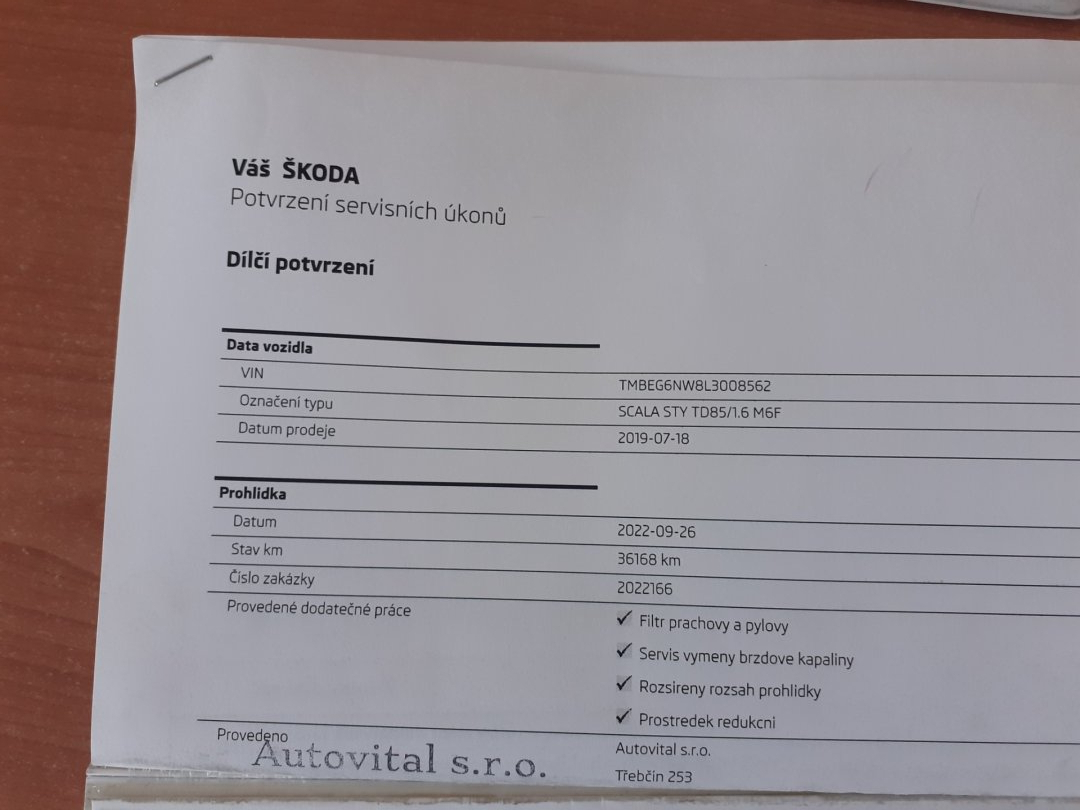 Váš ŠKODA
Potvrzení servisních úkonů
Dílčí potvrzení
Data vozidla
VIN TMBEG6NW8L3008562
Označení typu SCALA STY TD85/1.6 M6F
Datum prodeje 2019-07-18
Prohlídka
Datum 2022-09-26
Stav km 36168 km
Číslo zakázky 2022166
Provedené dodatečné práce ✓ Filtr prachovy a pylovy
✓ Servis vymeny brzdove kapaliny
✓ Rozsireny rozsah prohlidky
✓ Prostredek redukcni
Provedeno Autovital s.r.o.
Autovital s.r.o.
Třebčín 253